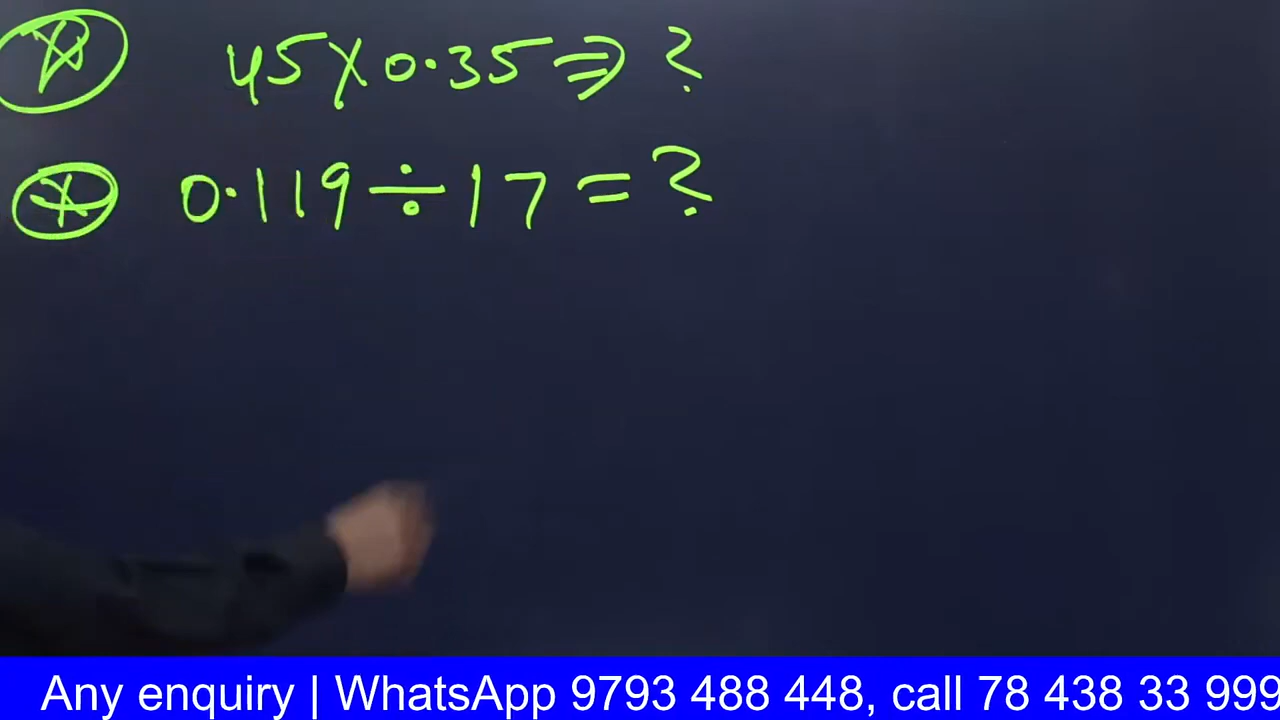 45 × 0.35 ⇒ ?
0.119 ÷ 17 = ?
Any enquiry | WhatsApp 9793 488 448, call 78 438 33 999